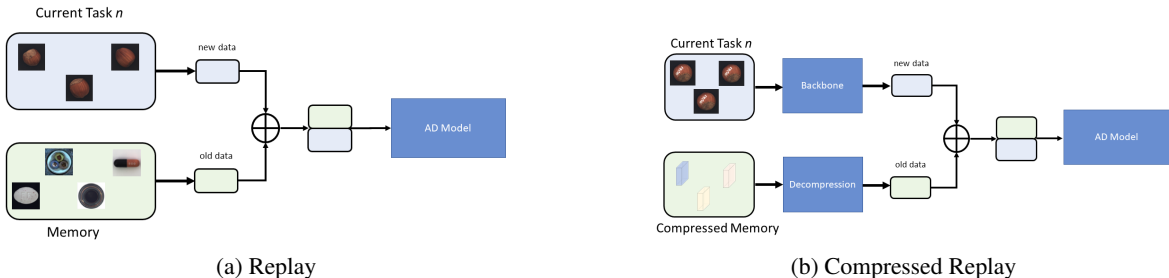 Current Task n
new data
AD Model
old data
Memory
(a) Replay
Current Task n
Backbone
new data
AD Model
Decompression
old data
Compressed Memory
(b) Compressed Replay